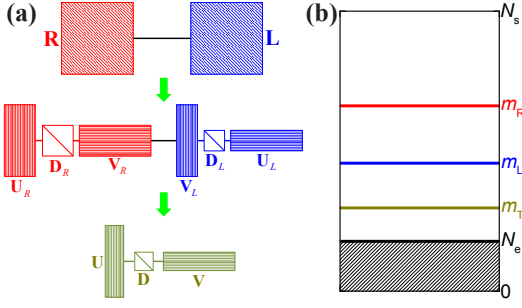 (a)
R L
U_R D_R V_R V_L D_L U_L
U D V
(b)
N_s
m_R
m_L
m_T
N_e
0